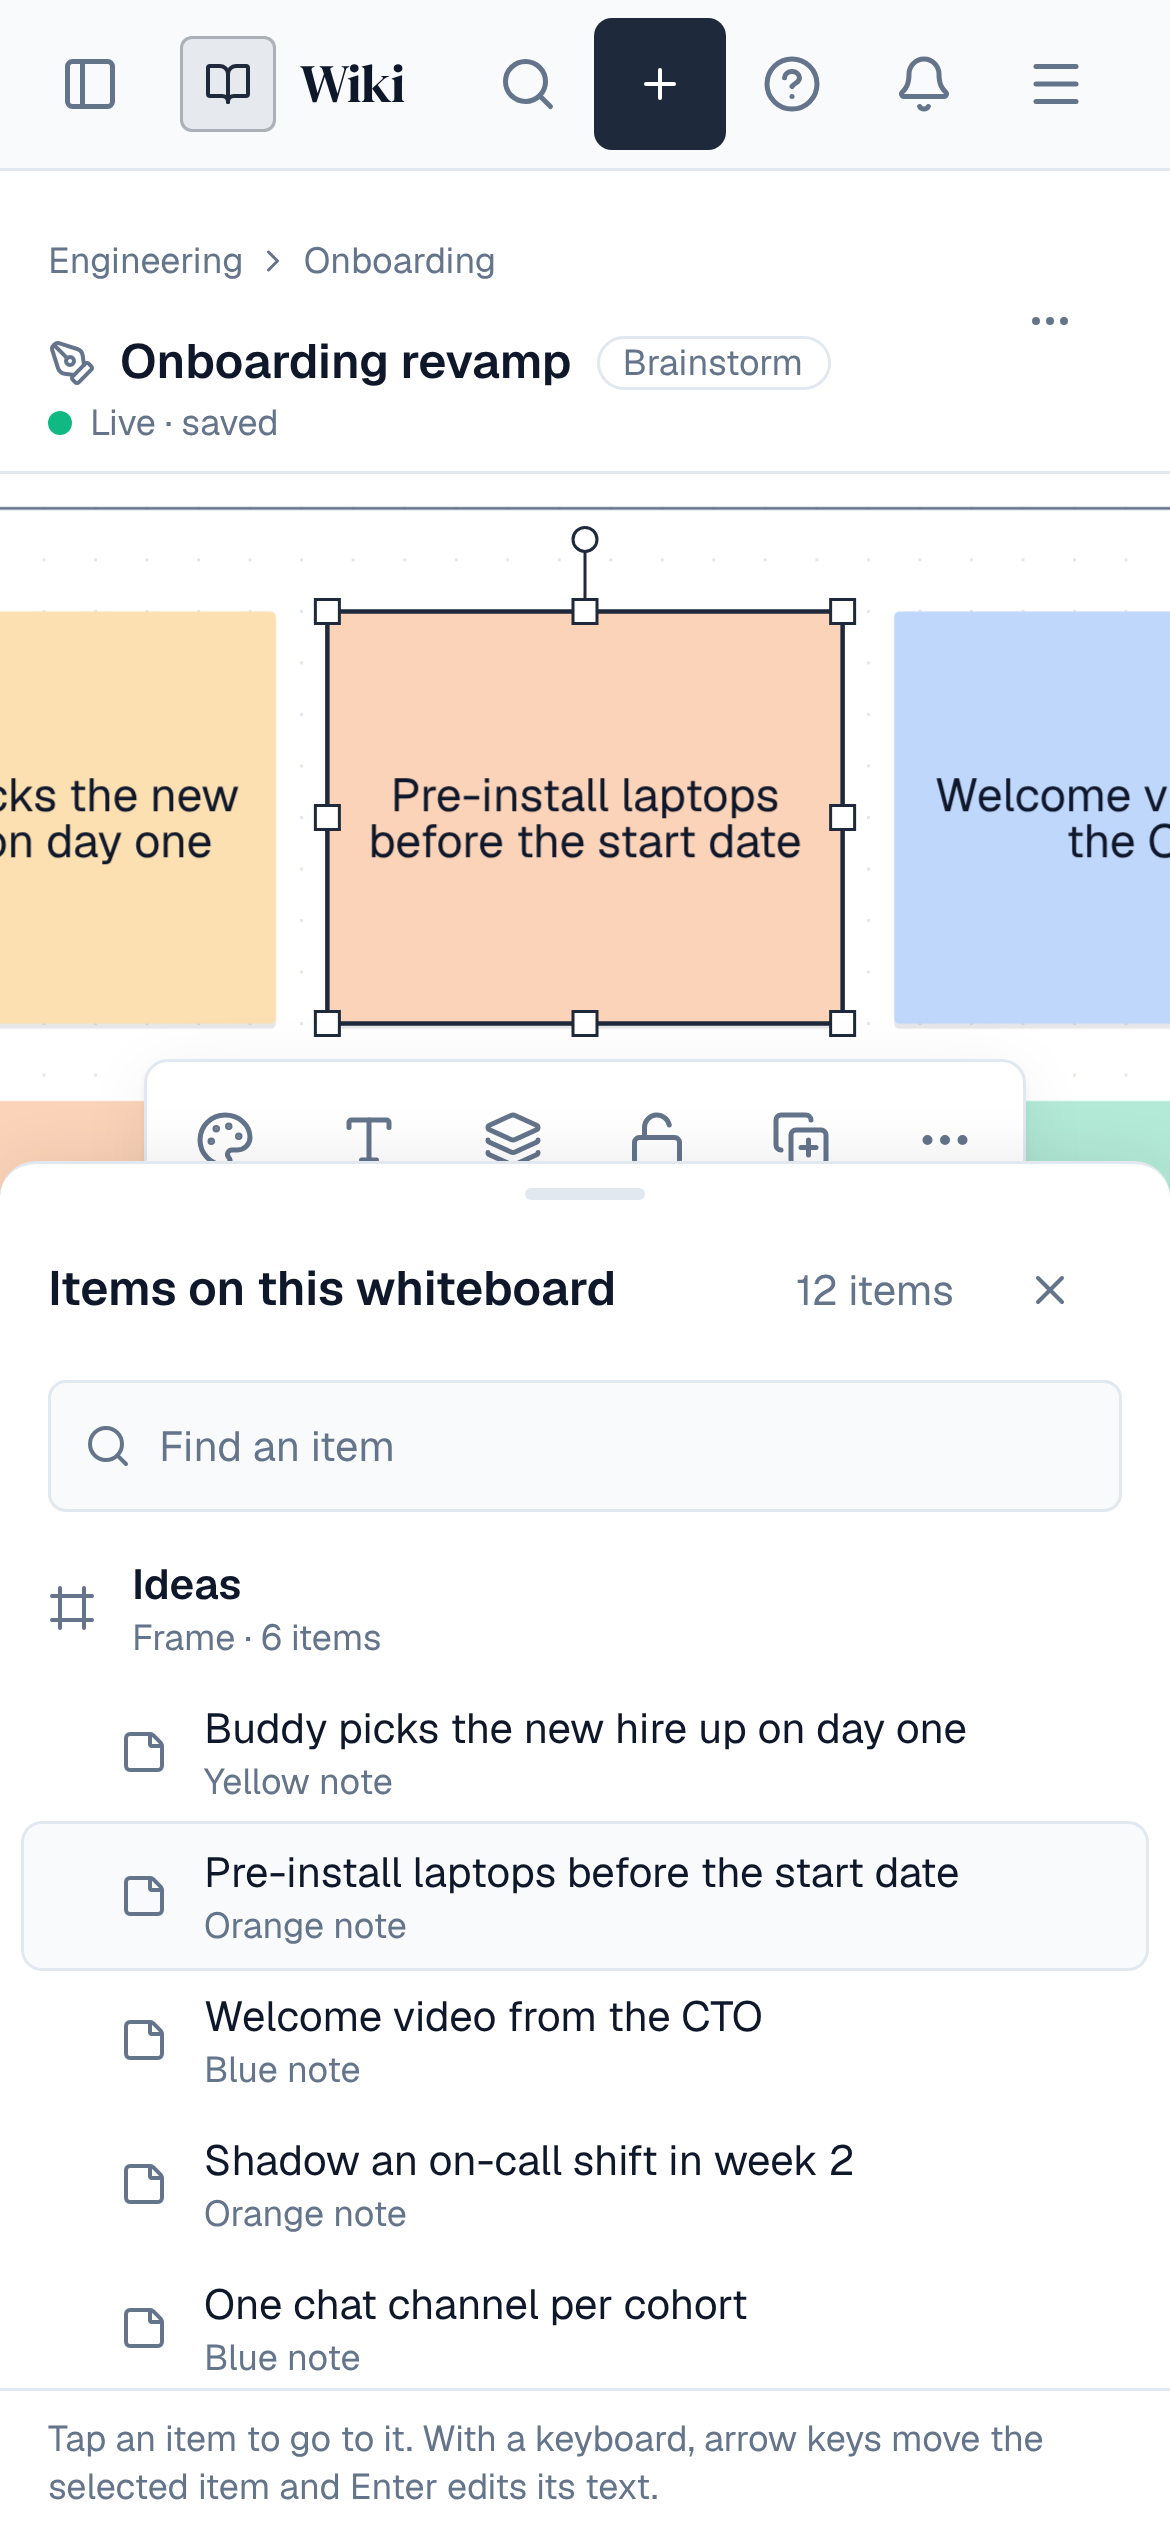 Wiki
Engineering > Onboarding
Onboarding revamp
Brainstorm
Live · saved
cks the new
on day one
Pre-install laptops
before the start date
Welcome v
the C
Items on this whiteboard
12 items
Find an item
Ideas
Frame · 6 items
Buddy picks the new hire up on day one
Yellow note
Pre-install laptops before the start date
Orange note
Welcome video from the CTO
Blue note
Shadow an on-call shift in week 2
Orange note
One chat channel per cohort
Blue note
Tap an item to go to it. With a keyboard, arrow keys move the
selected item and Enter edits its text.